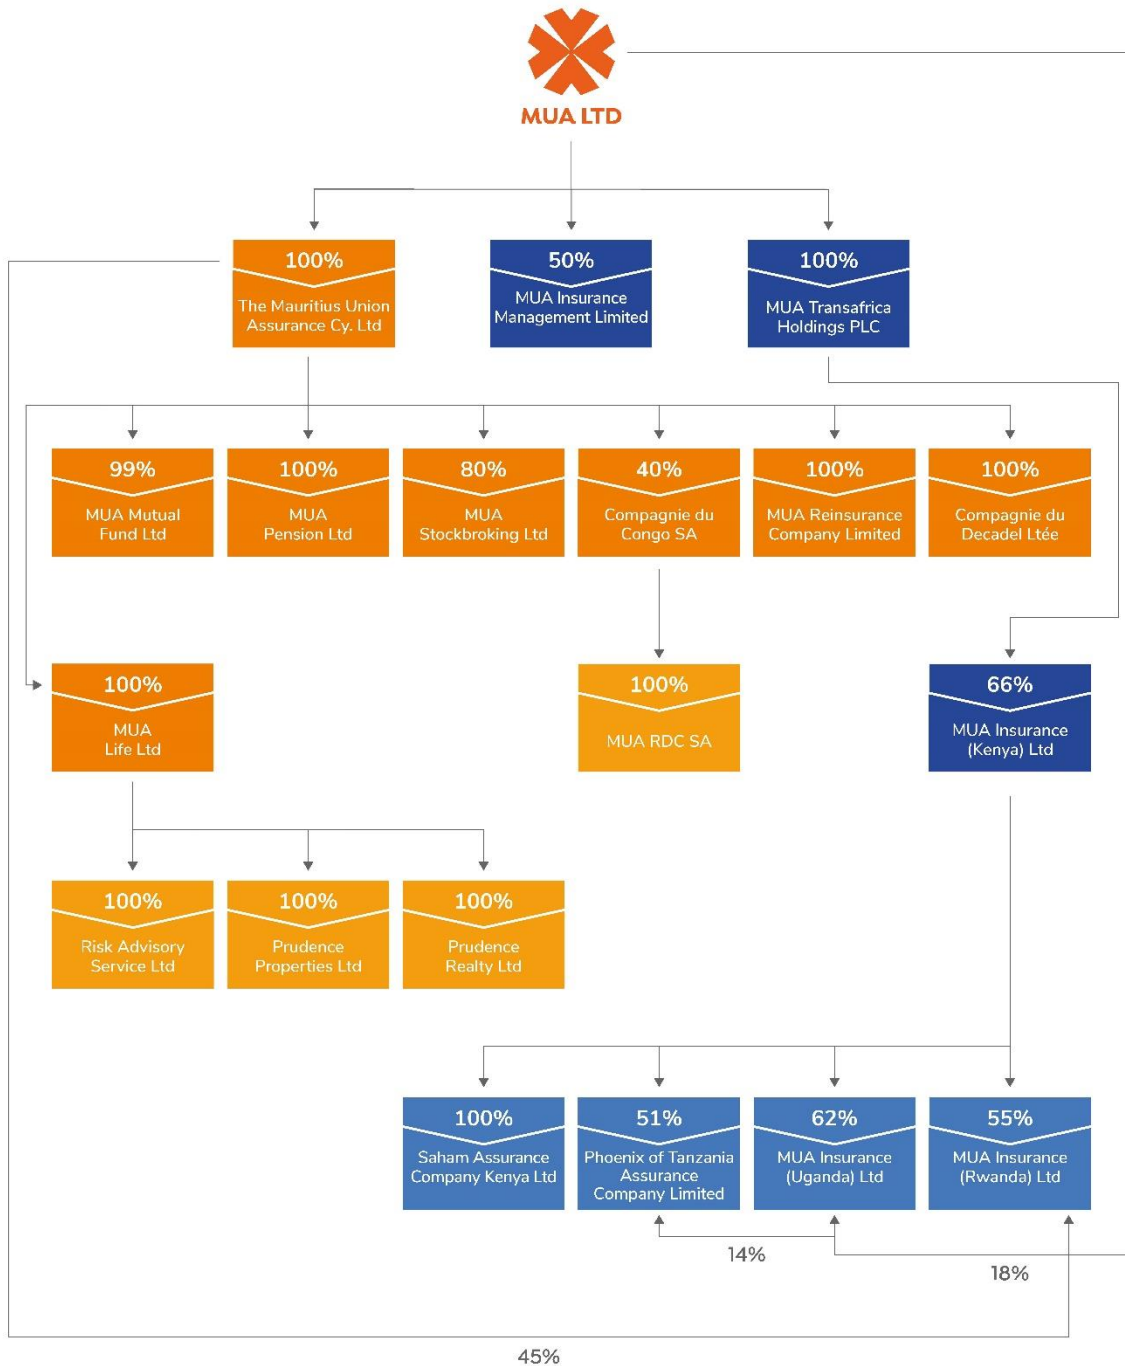 MUA LTD
100%
The Mauritius Union
Assurance Cy. Ltd
50%
MUA Insurance
Management Limited
100%
MUA Transafrica
Holdings PLC
99%
MUA Mutual
Fund Ltd
100%
MUA
Pension Ltd
80%
MUA
Stockbroking Ltd
40%
Compagnie du
Congo SA
100%
MUA Reinsurance
Company Limited
100%
Compagnie du
Decadel Ltée
100%
MUA
Life Ltd
100%
MUA RDC SA
66%
MUA Insurance
(Kenya) Ltd
100%
Risk Advisory
Service Ltd
100%
Prudence
Properties Ltd
100%
Prudence
Realty Ltd
100%
Saham Assurance
Company Kenya Ltd
51%
Phoenix of Tanzania
Assurance
Company Limited
62%
MUA Insurance
(Uganda) Ltd
55%
MUA Insurance
(Rwanda) Ltd
14%
18%
45%